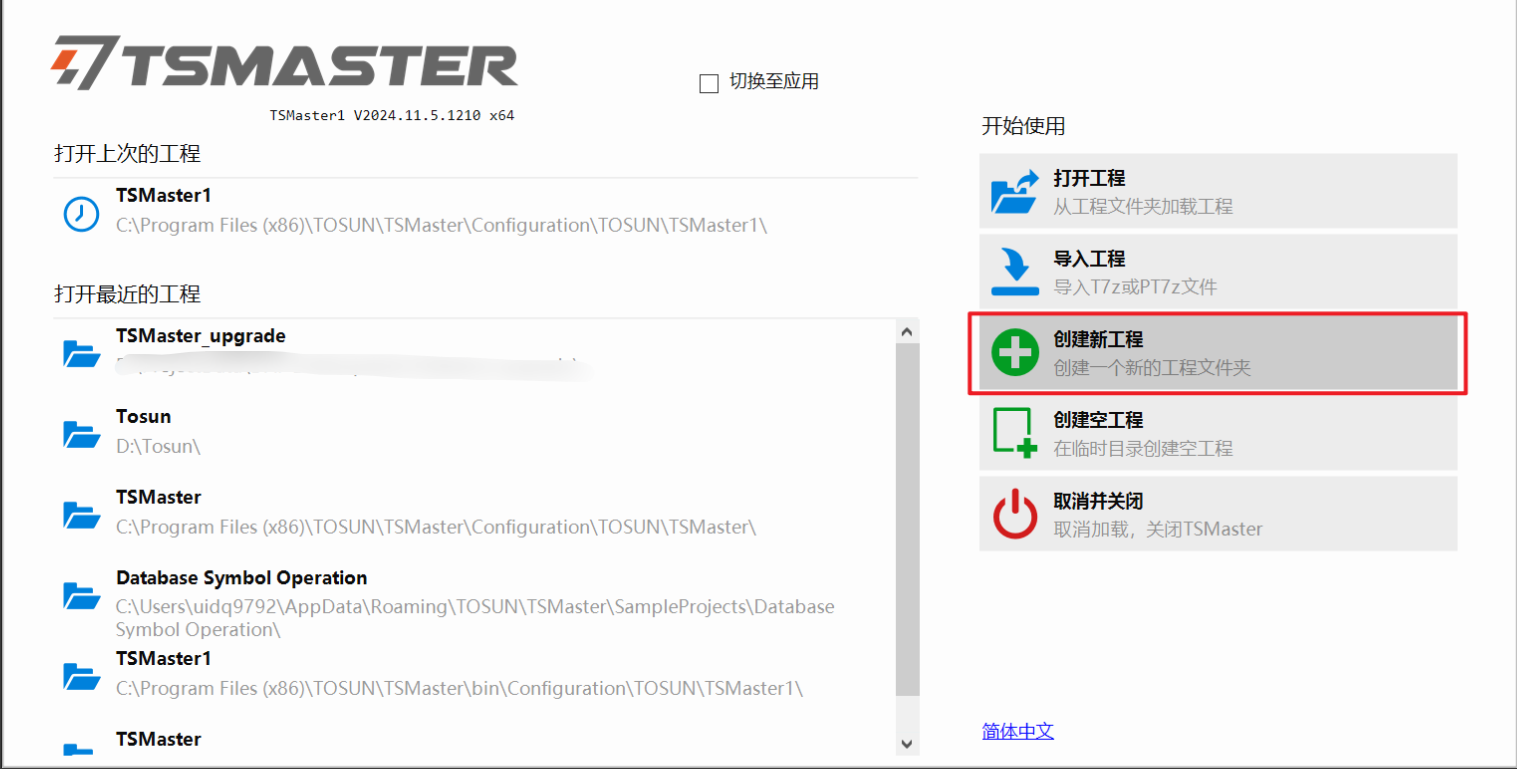 TSMASTER
TSMaster1 V2024.11.5.1210 x64
切换至应用
打开上次的工程
TSMaster1
C:\Program Files (x86)\TOSUN\TSMaster\Configuration\TOSUN\TSMaster1\
打开最近的工程
TSMaster_upgrade
Tosun
D:\Tosun\
TSMaster
C:\Program Files (x86)\TOSUN\TSMaster\Configuration\TOSUN\TSMaster\
Database Symbol Operation
C:\Users\uidq9792\AppData\Roaming\TOSUN\TSMaster\SampleProjects\Database
Symbol Operation\
TSMaster1
C:\Program Files (x86)\TOSUN\TSMaster\bin\Configuration\TOSUN\TSMaster1\
TSMaster
开始使用
打开工程
从工程文件夹加载工程
导入工程
导入T7z或PT7z文件
创建新工程
创建一个新的工程文件夹
创建空工程
在临时目录创建空工程
取消并关闭
取消加载，关闭TSMaster
简体中文